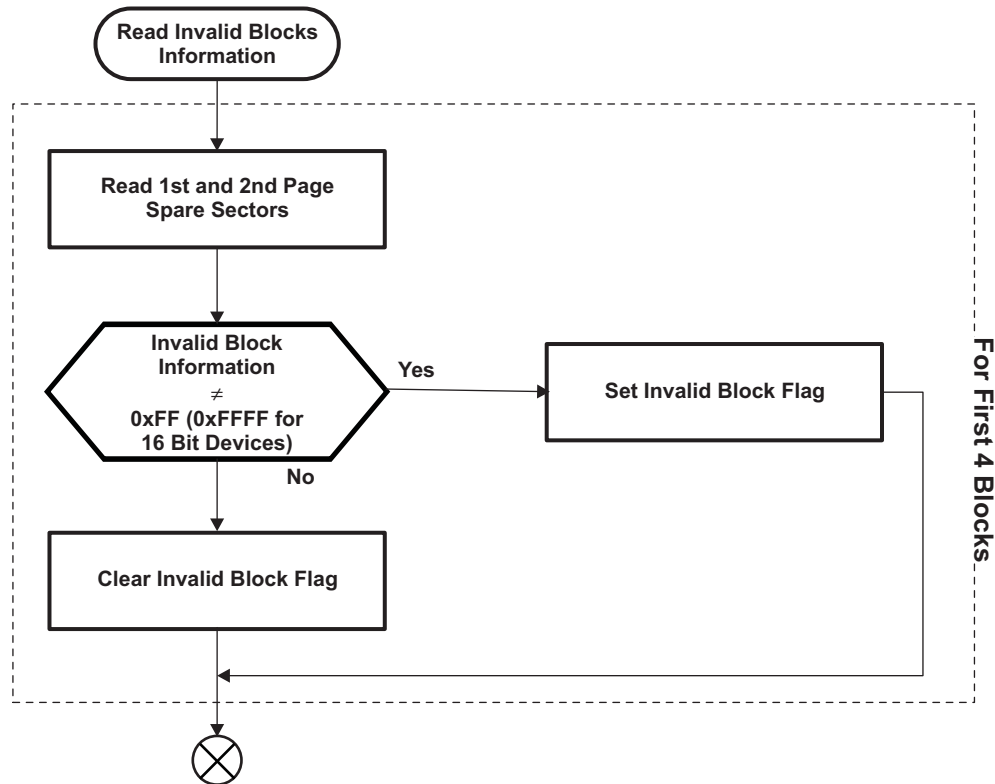 Read Invalid Blocks
Information
Read 1st and 2nd Page
Spare Sectors
Invalid Block
Information
≠
0xFF (0xFFFF for
16 Bit Devices)
Yes
Set Invalid Block Flag
No
Clear Invalid Block Flag
For First 4 Blocks